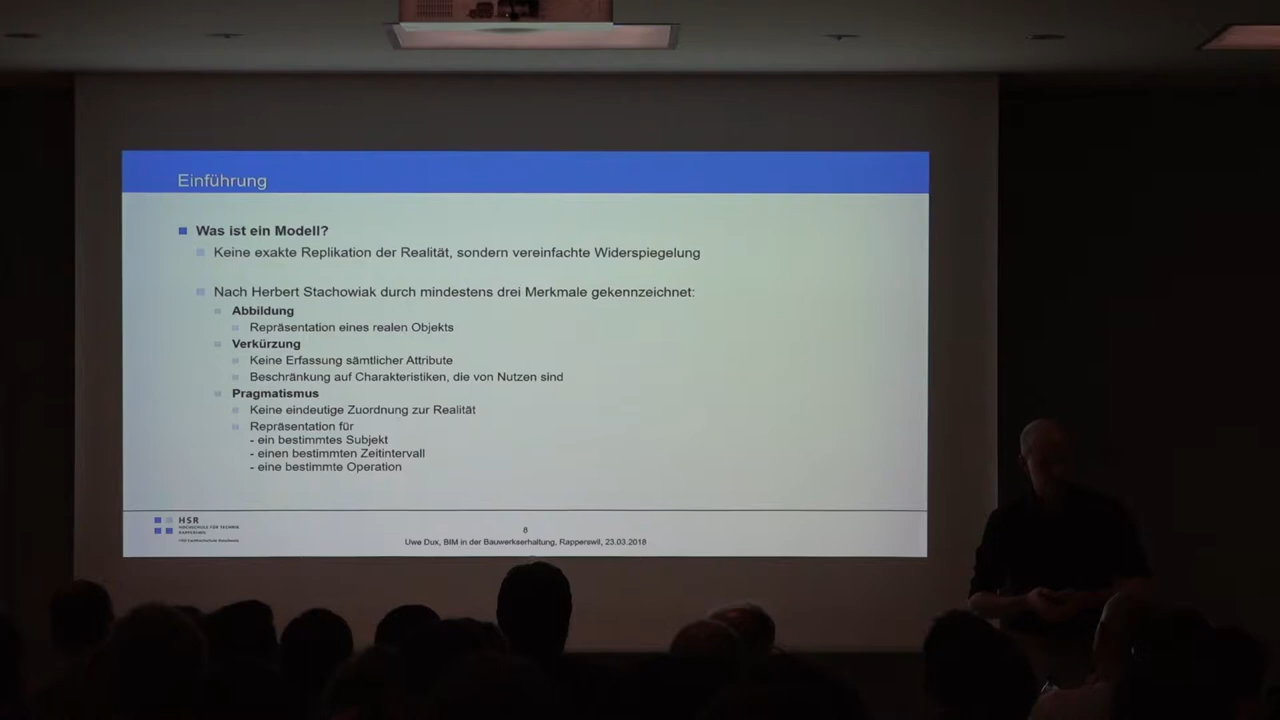 Einführung
Was ist ein Modell?
Keine exakte Replikation der Realität, sondern vereinfachte Widerspiegelung
Nach Herbert Stachowiak durch mindestens drei Merkmale gekennzeichnet:
Abbildung
Repräsentation eines realen Objekts
Verkürzung
Keine Erfassung sämtlicher Attribute
Beschränkung auf Charakteristiken, die von Nutzen sind
Pragmatismus
Keine eindeutige Zuordnung zur Realität
Repräsentation für
- ein bestimmtes Subjekt
- einen bestimmten Zeitintervall
- eine bestimmte Operation
HSR
HOCHSCHULE FÜR TECHNIK
RAPPERSWIL
8
Uwe Dux, BIM in der Bauwerkserhaltung, Rapperswil, 23.03.2018